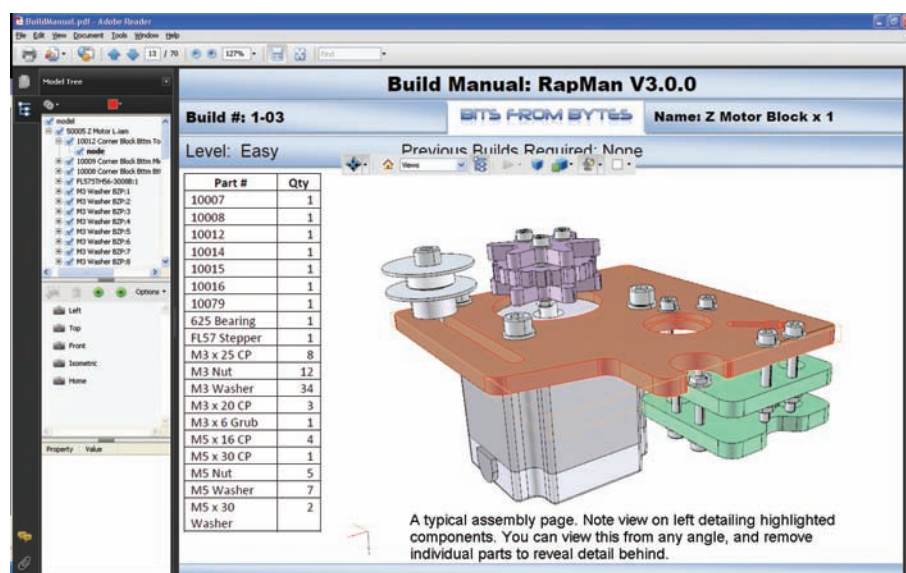 BuildManual.pdf - Adobe Reader
File Edit View Document Tools Window Help
13 / 70 127% Find
Model Tree
model
50005 Z Motor L.iam
10012 Corner Block Bttm To
node
10009 Corner Block Bttm Mi
10008 Corner Block Bttm Btt
FL57STH56-3008B:1
M3 Washer BZP:1
M3 Washer BZP:2
M3 Washer BZP:3
M3 Washer BZP:4
M3 Washer BZP:5
M3 Washer BZP:6
M3 Washer BZP:7
M3 Washer BZP:8
Options
Left
Top
Front
Isometric
Home
Property Value
Build Manual: RapMan V3.0.0
Build #: 1-03 BITS FROM BYTES Name: Z Motor Block x 1
Level: Easy Previous Builds Required: None
Views
Part # Qty
10007 1
10008 1
10012 1
10014 1
10015 1
10016 1
10079 1
625 Bearing 1
FL57 Stepper 1
M3 x 25 CP 8
M3 Nut 12
M3 Washer 34
M3 x 20 CP 3
M3 x 6 Grub 1
M5 x 16 CP 4
M5 x 30 CP 1
M5 Nut 5
M5 Washer 7
M5 x 30 2
Washer
A typical assembly page. Note view on left detailing highlighted
components. You can view this from any angle, and remove
individual parts to reveal detail behind.